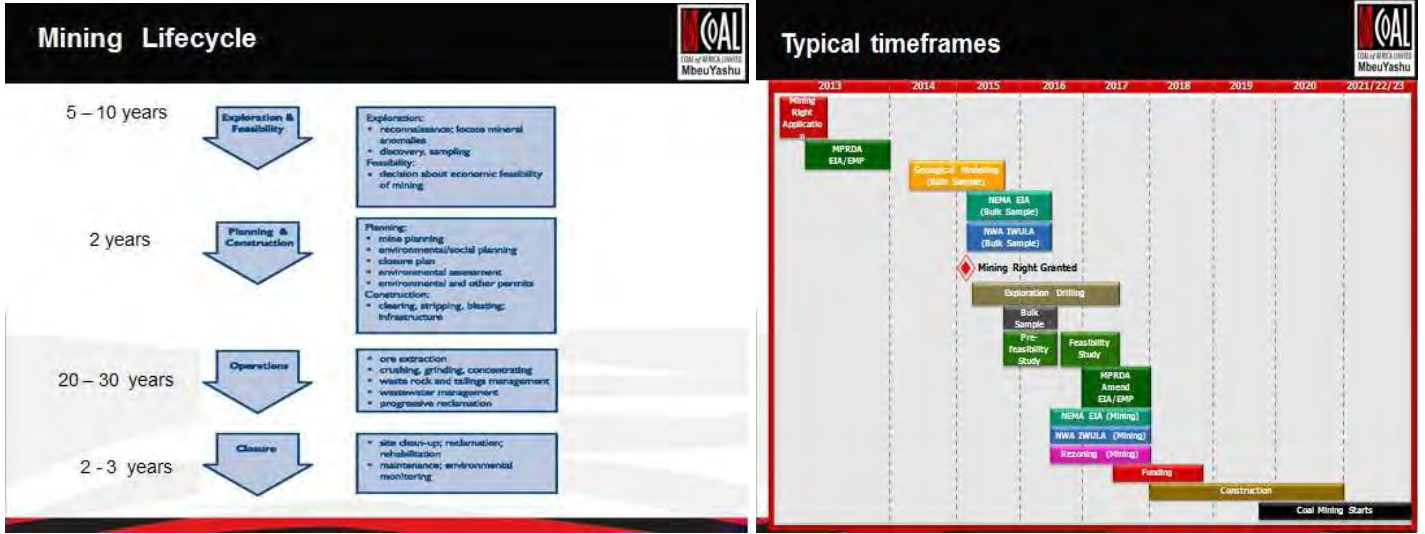 Mining Lifecycle
COAL
COAL of AFRICA LIMITED
MbeuYashu
5 – 10 years
Exploration &
Feasibility
Exploration:
• reconnaissance; locate mineral
anomalies
• discovery, sampling
Feasibility:
• decision about economic feasibility
of mining
2 years
Planning &
Construction
Planning:
• mine planning
• environmental/social planning
• closure plan
• environmental assessment
• environmental and other permits
Construction:
• clearing, stripping, blasting;
infrastructure
20 – 30 years
Operations
• ore extraction
• crushing, grinding, concentrating
• waste rock and tailings management
• wastewater management
• progressive reclamation
2 - 3 years
Closure
• site clean-up; reclamation;
rehabilitation
• maintenance; environmental
monitoring
Typical timeframes
COAL
COAL of AFRICA LIMITED
MbeuYashu
2013 2014 2015 2016 2017 2018 2019 2020 2021/22/23
Mining
Right
Applicatio
n
MPRDA
EIA/EMP
Geological Modelling
(Bulk Sample)
NEMA EIA
(Bulk Sample)
NWA IWULA
(Bulk Sample)
Mining Right Granted
Exploration Drilling
Bulk
Sample
Pre-
feasibility
Study
Feasibility
Study
MPRDA
Amend
EIA/EMP
NEMA EIA (Mining)
NWA IWULA (Mining)
Rezoning (Mining)
Funding
Construction
Coal Mining Starts